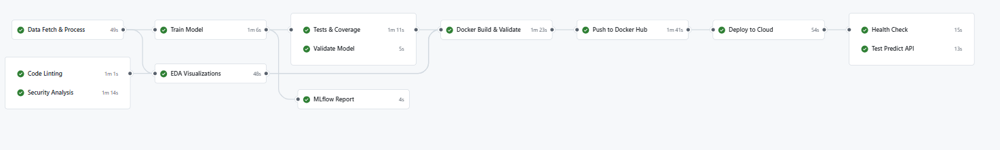 Data Fetch & Process 49s
Code Linting 1m 1s
Security Analysis 1m 14s
Train Model 1m 6s
EDA Visualizations 48s
Tests & Coverage 1m 11s
Validate Model 5s
MLflow Report 4s
Docker Build & Validate 1m 23s
Push to Docker Hub 1m 41s
Deploy to Cloud 54s
Health Check 15s
Test Predict API 13s